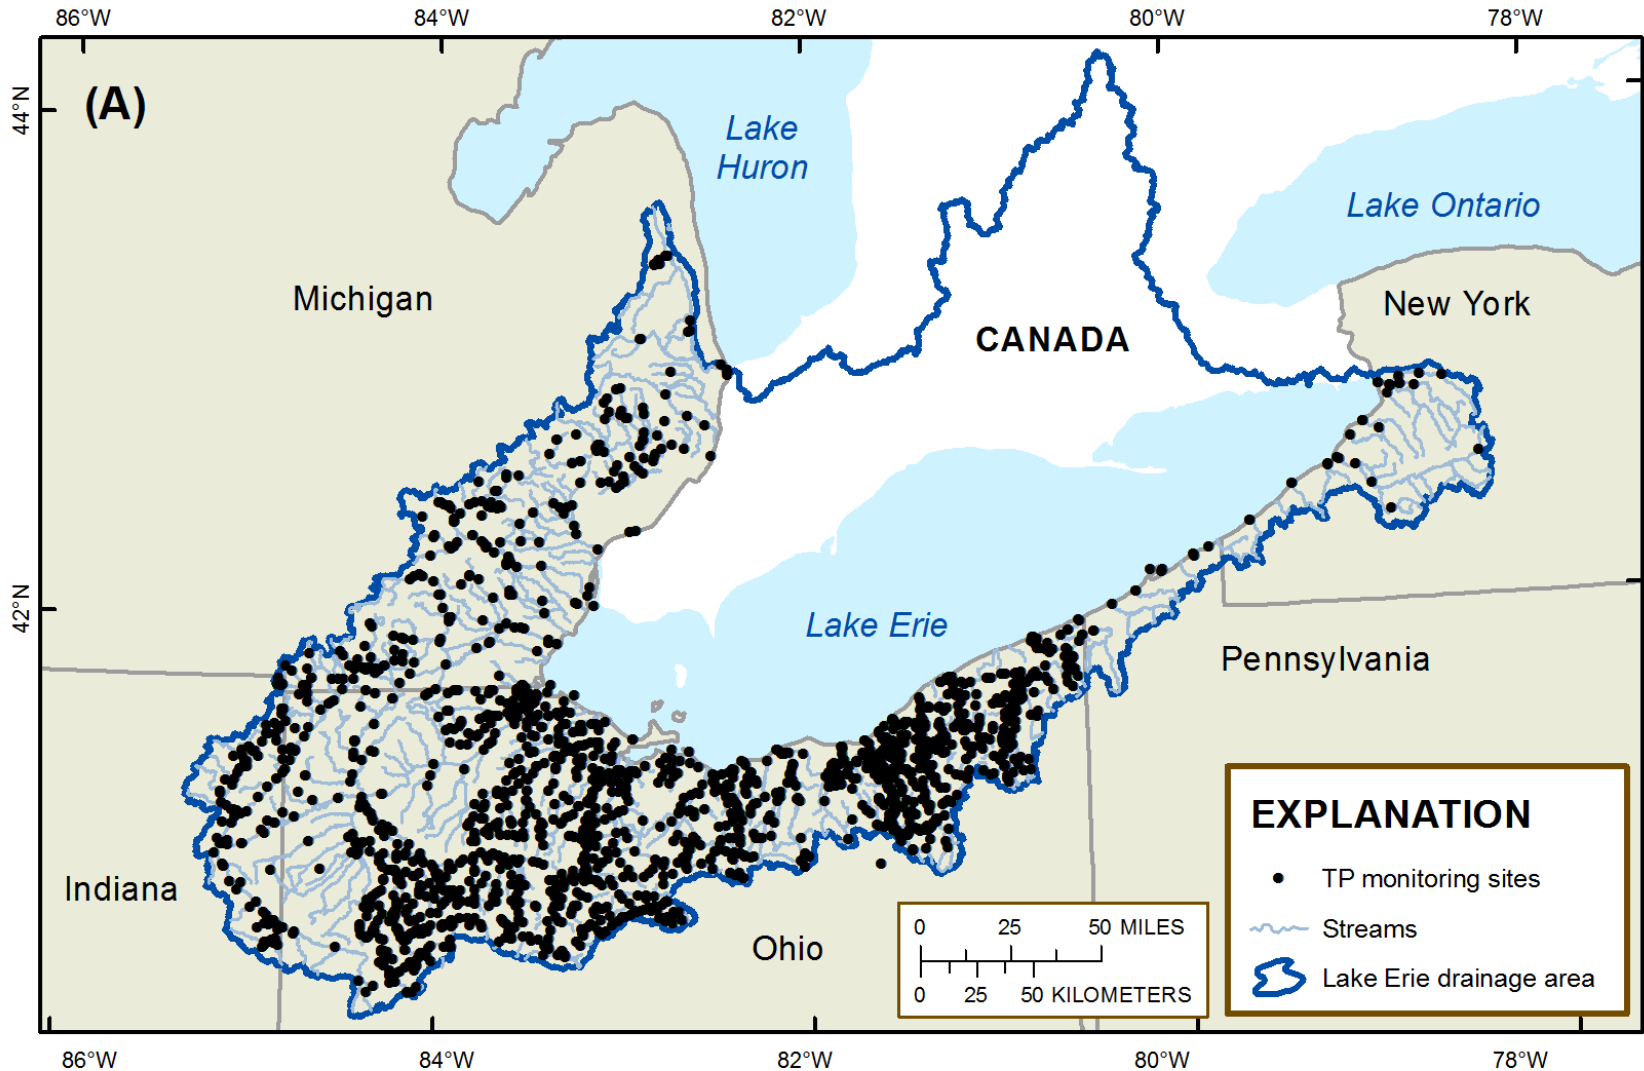 86°W
84°W
82°W
80°W
78°W
44°N
(A)
Lake
Huron
Lake Ontario
Michigan
New York
CANADA
42°N
Lake Erie
Pennsylvania
EXPLANATION
TP monitoring sites
Indiana
0 25 50 MILES
Streams
Ohio
Lake Erie drainage area
0 25 50 KILOMETERS
86°W
84°W
82°W
80°W
78°W